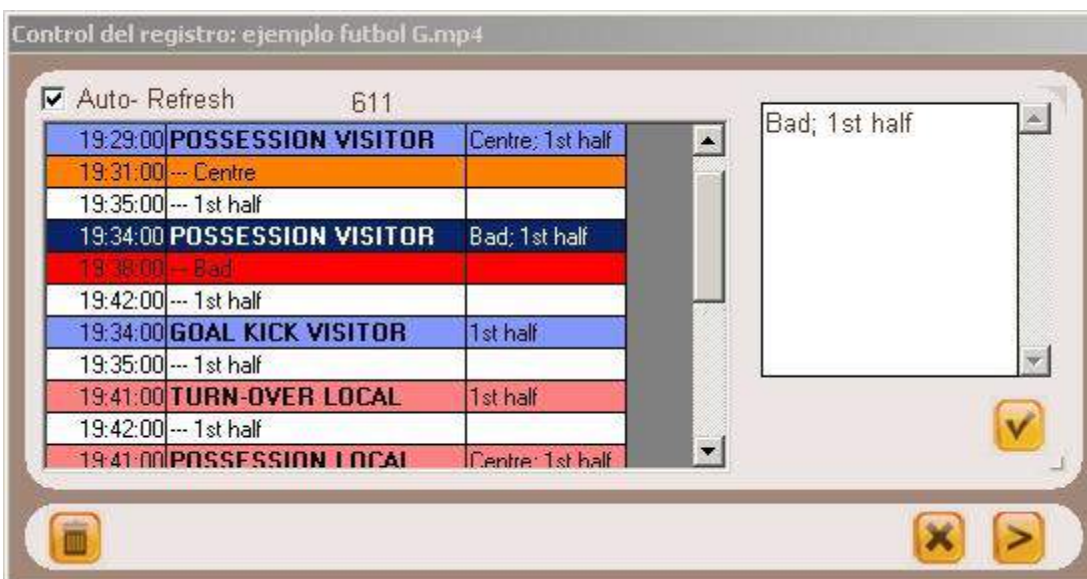 Control del registro: ejemplo futbol G.mp4
Auto- Refresh 611
19:29:00 POSSESSION VISITOR Centre; 1st half
19:31:00 --- Centre
19:35:00 --- 1st half
19:34:00 POSSESSION VISITOR Bad; 1st half
19:38:00 --- Bad
19:42:00 --- 1st half
19:34:00 GOAL KICK VISITOR 1st half
19:35:00 --- 1st half
19:41:00 TURN-OVER LOCAL 1st half
19:42:00 --- 1st half
19:41:00 POSSESSION LOCAL Centre; 1st half
Bad; 1st half